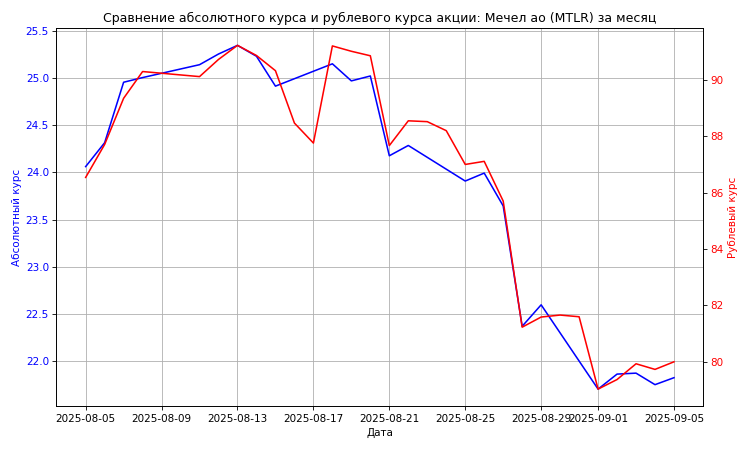 Сравнение абсолютного курса и рублевого курса акции: Мечел ао (MTLR) за месяц
25.5
25.0
24.5
24.0
23.5
23.0
22.5
22.0
Абсолютный курс
90
88
86
84
82
80
Рублевый курс
2025-08-05 2025-08-09 2025-08-13 2025-08-17 2025-08-21 2025-08-25 2025-08-29 2025-09-01 2025-09-05
Дата